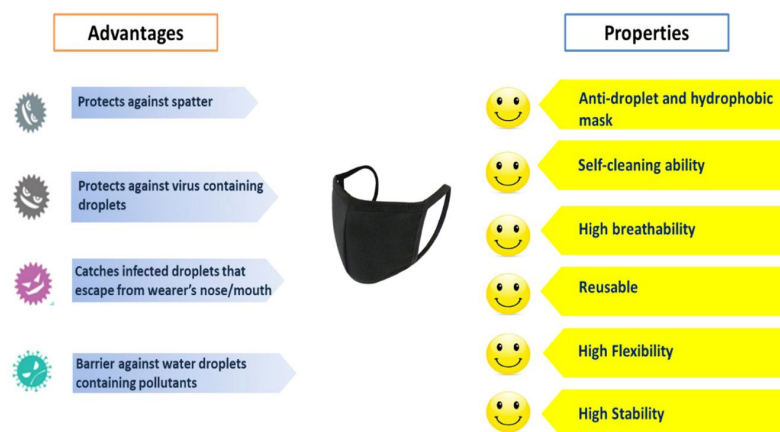 Advantages
Protects against spatter
Protects against virus containing
droplets
Catches infected droplets that
escape from wearer's nose/mouth
Barrier against water droplets
containing pollutants
Properties
Anti-droplet and hydrophobic
mask
Self-cleaning ability
High breathability
Reusable
High Flexibility
High Stability